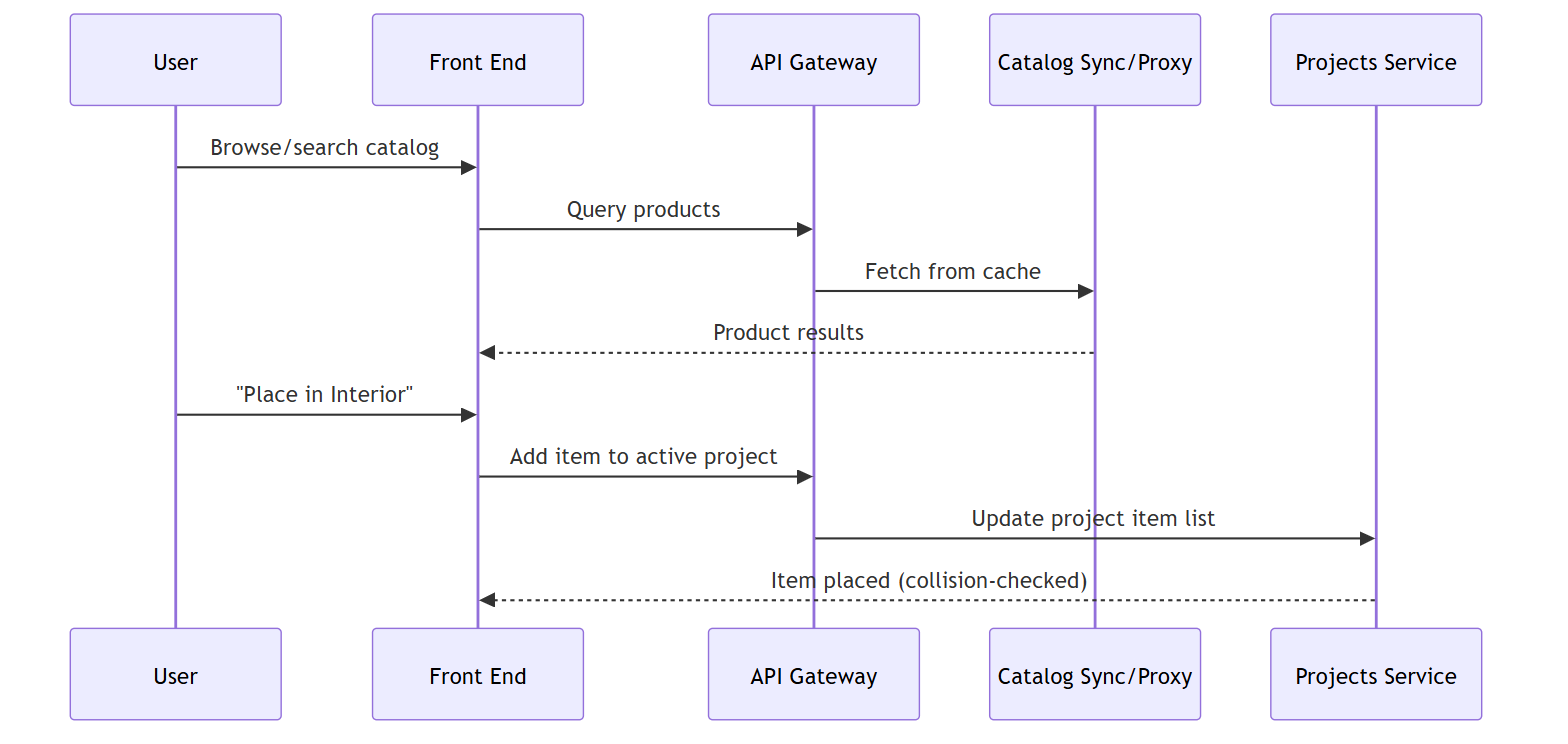 User
Front End
API Gateway
Catalog Sync/Proxy
Projects Service
Browse/search catalog
Query products
Fetch from cache
Product results
"Place in Interior"
Add item to active project
Update project item list
Item placed (collision-checked)
User
Front End
API Gateway
Catalog Sync/Proxy
Projects Service